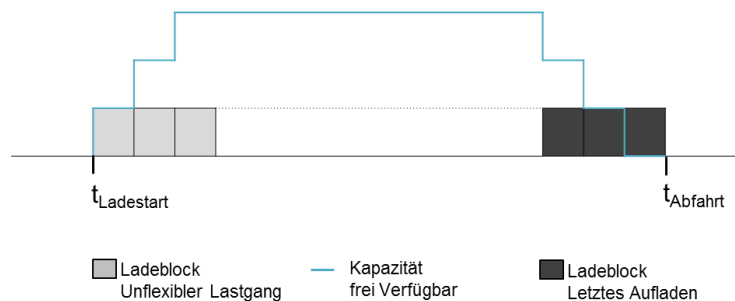 tLadestart
tAbfahrt
Ladeblock
Unflexibler Lastgang
Kapazität
frei Verfügbar
Ladeblock
Letztes Aufladen